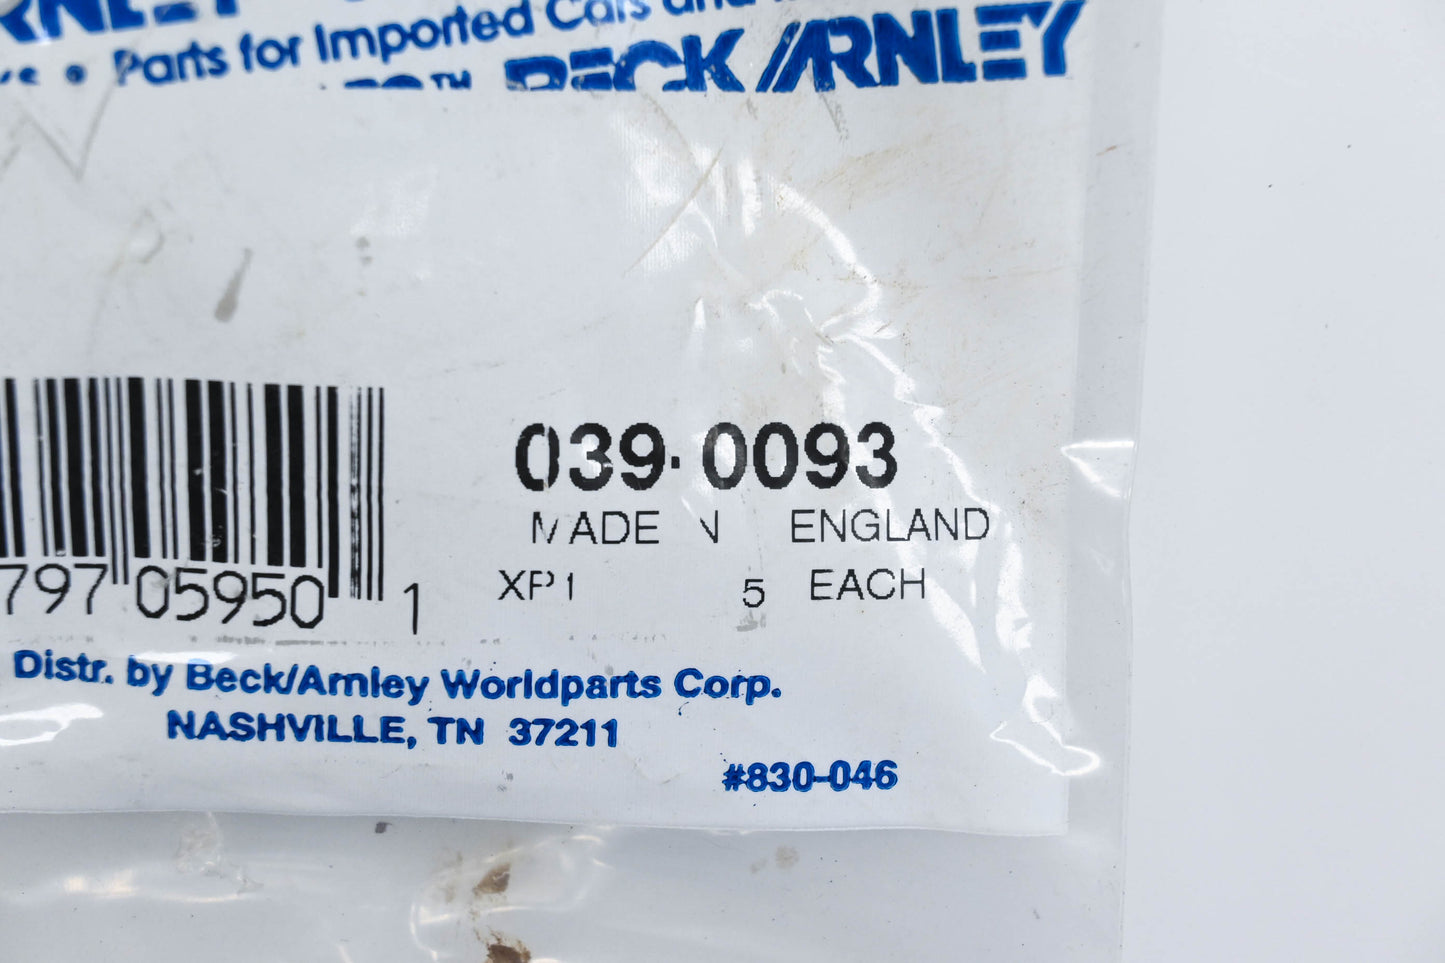 Parts for Imported Cars and
BECK/ARNLEY
039-0093
MADE IN ENGLAND
XP1 5 EACH
797 05950 1
Distr. by Beck/Arnley Worldparts Corp.
NASHVILLE, TN 37211
#830-046